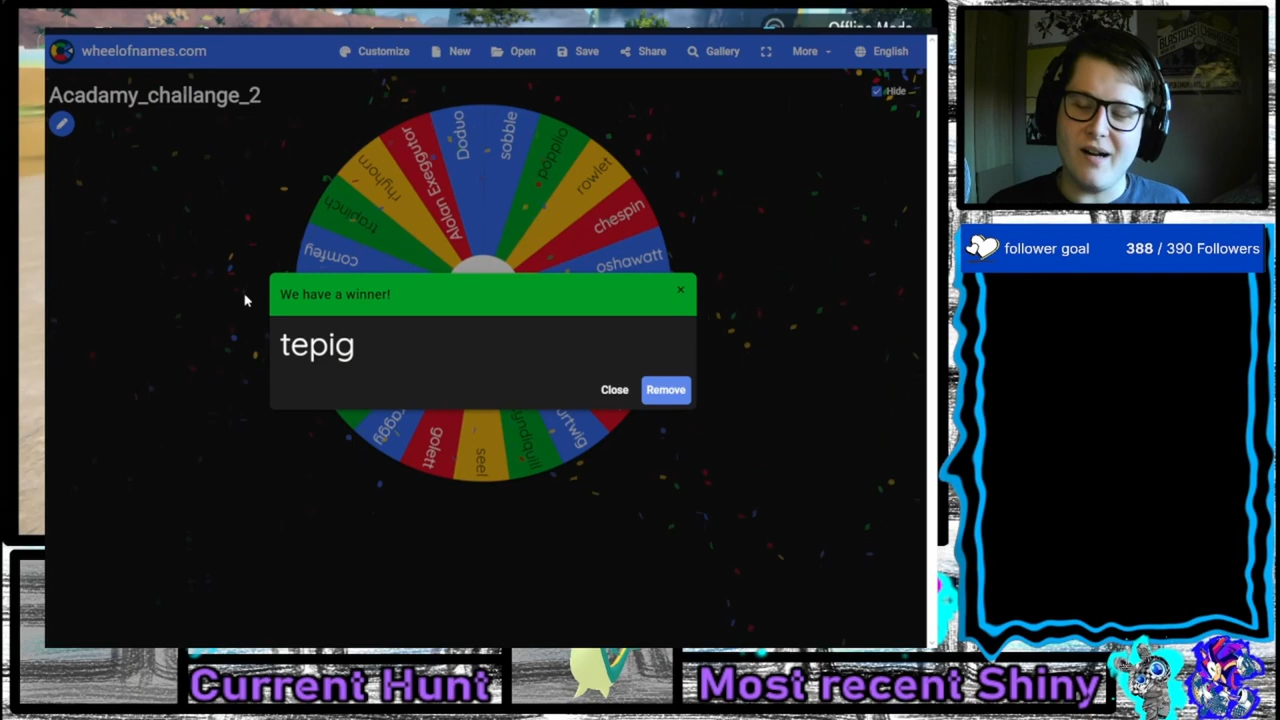 Offline Mode
wheelofnames.com
Customize
New
Open
Save
Share
Gallery
More
English
Acadamy_challange_2
Hide
comfey
trapinch
rhyhorn
Alolan Exeggutor
sobble
popplio
rowlet
chespin
oshawatt
We have a winner!
×
tepig
Close
Remove
golett
seel
follower goal
388 / 390 Followers
Current Hunt
Most recent Shiny